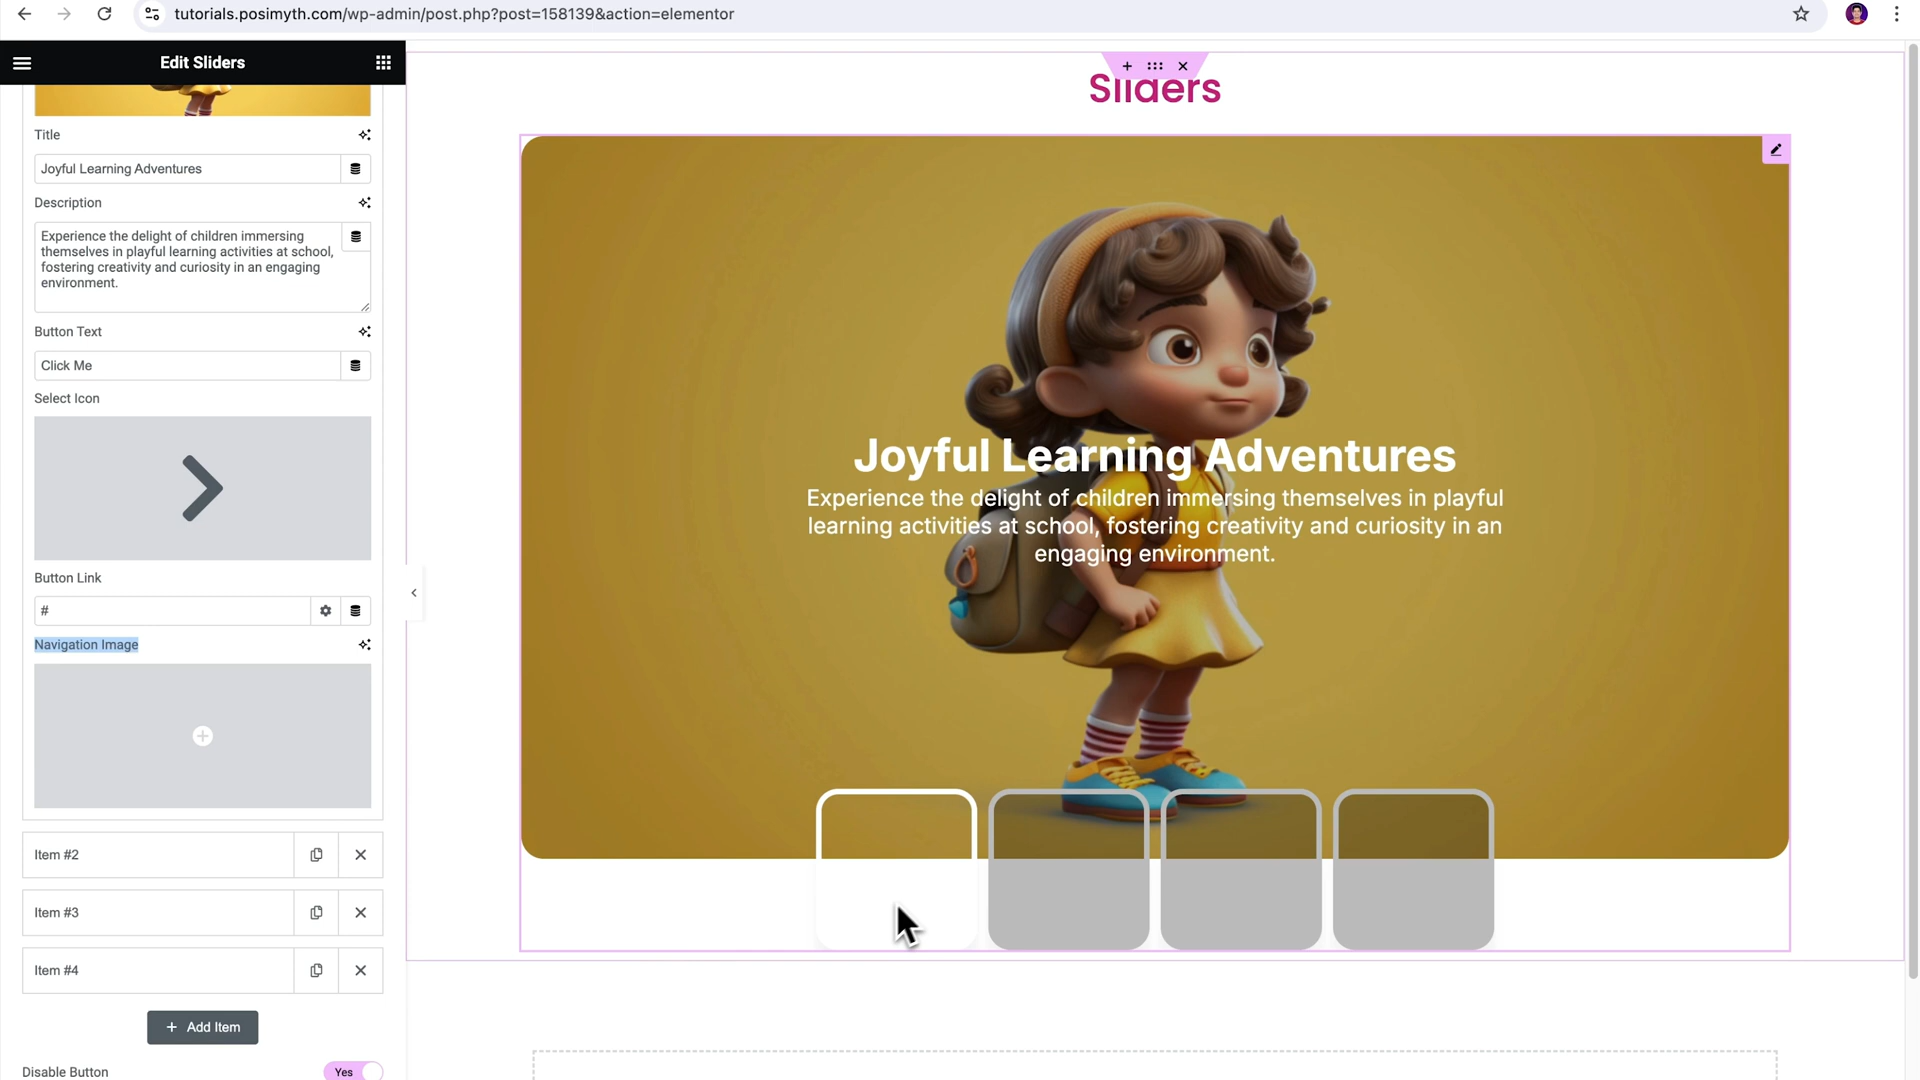 tutorials.posimyth.com/wp-admin/post.php?post=158139&action=elementor
Edit Sliders
Title
Joyful Learning Adventures
Description
Experience the delight of children immersing
themselves in playful learning activities at school,
fostering creativity and curiosity in an engaging
environment.
Button Text
Click Me
Select Icon
Button Link
#
Navigation Image
Item #2
Item #3
Item #4
+ Add Item
Disable Button
Yes
Sliders
Joyful Learning Adventures
Experience the delight of children immersing themselves in playful
learning activities at school, fostering creativity and curiosity in an
engaging environment.